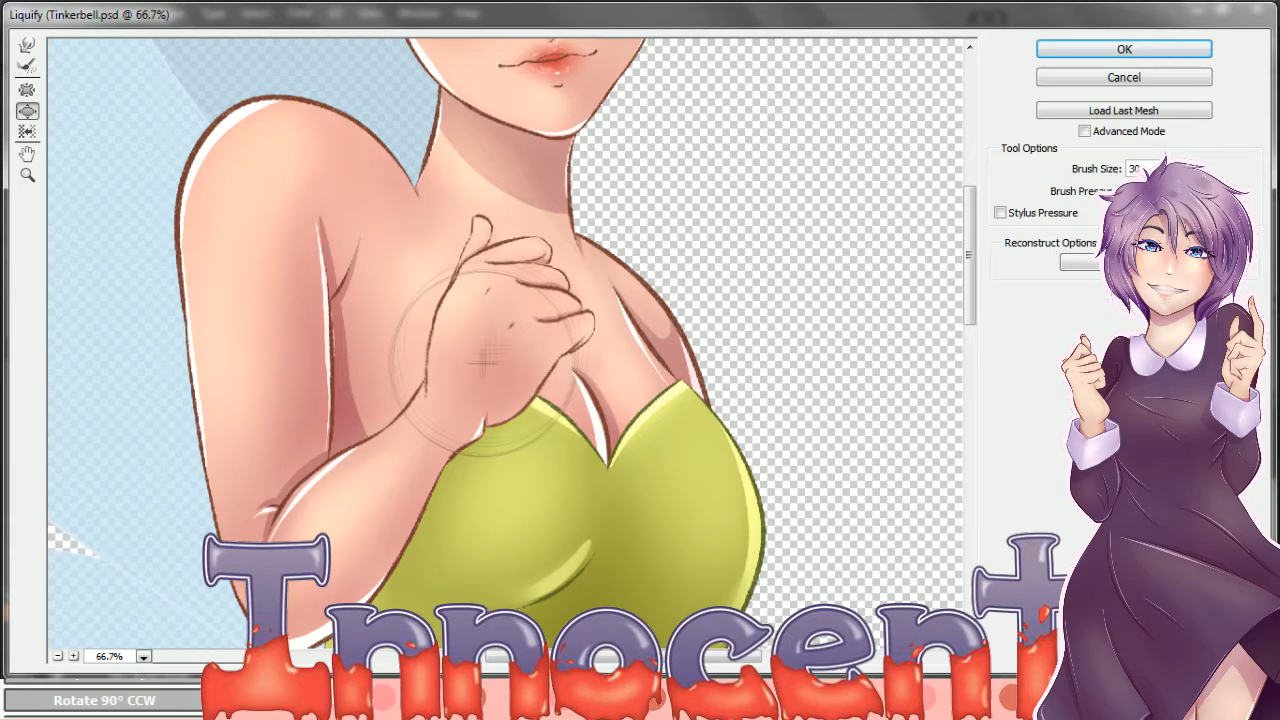 Liquify (Tinkerbell.psd @ 66.7%)
OK
Cancel
Load Last Mesh
Advanced Mode
Tool Options
Brush Size: 30
Stylus Pressure
Reconstruct Options
66.7%
Rotate 90° CCW
Innocent